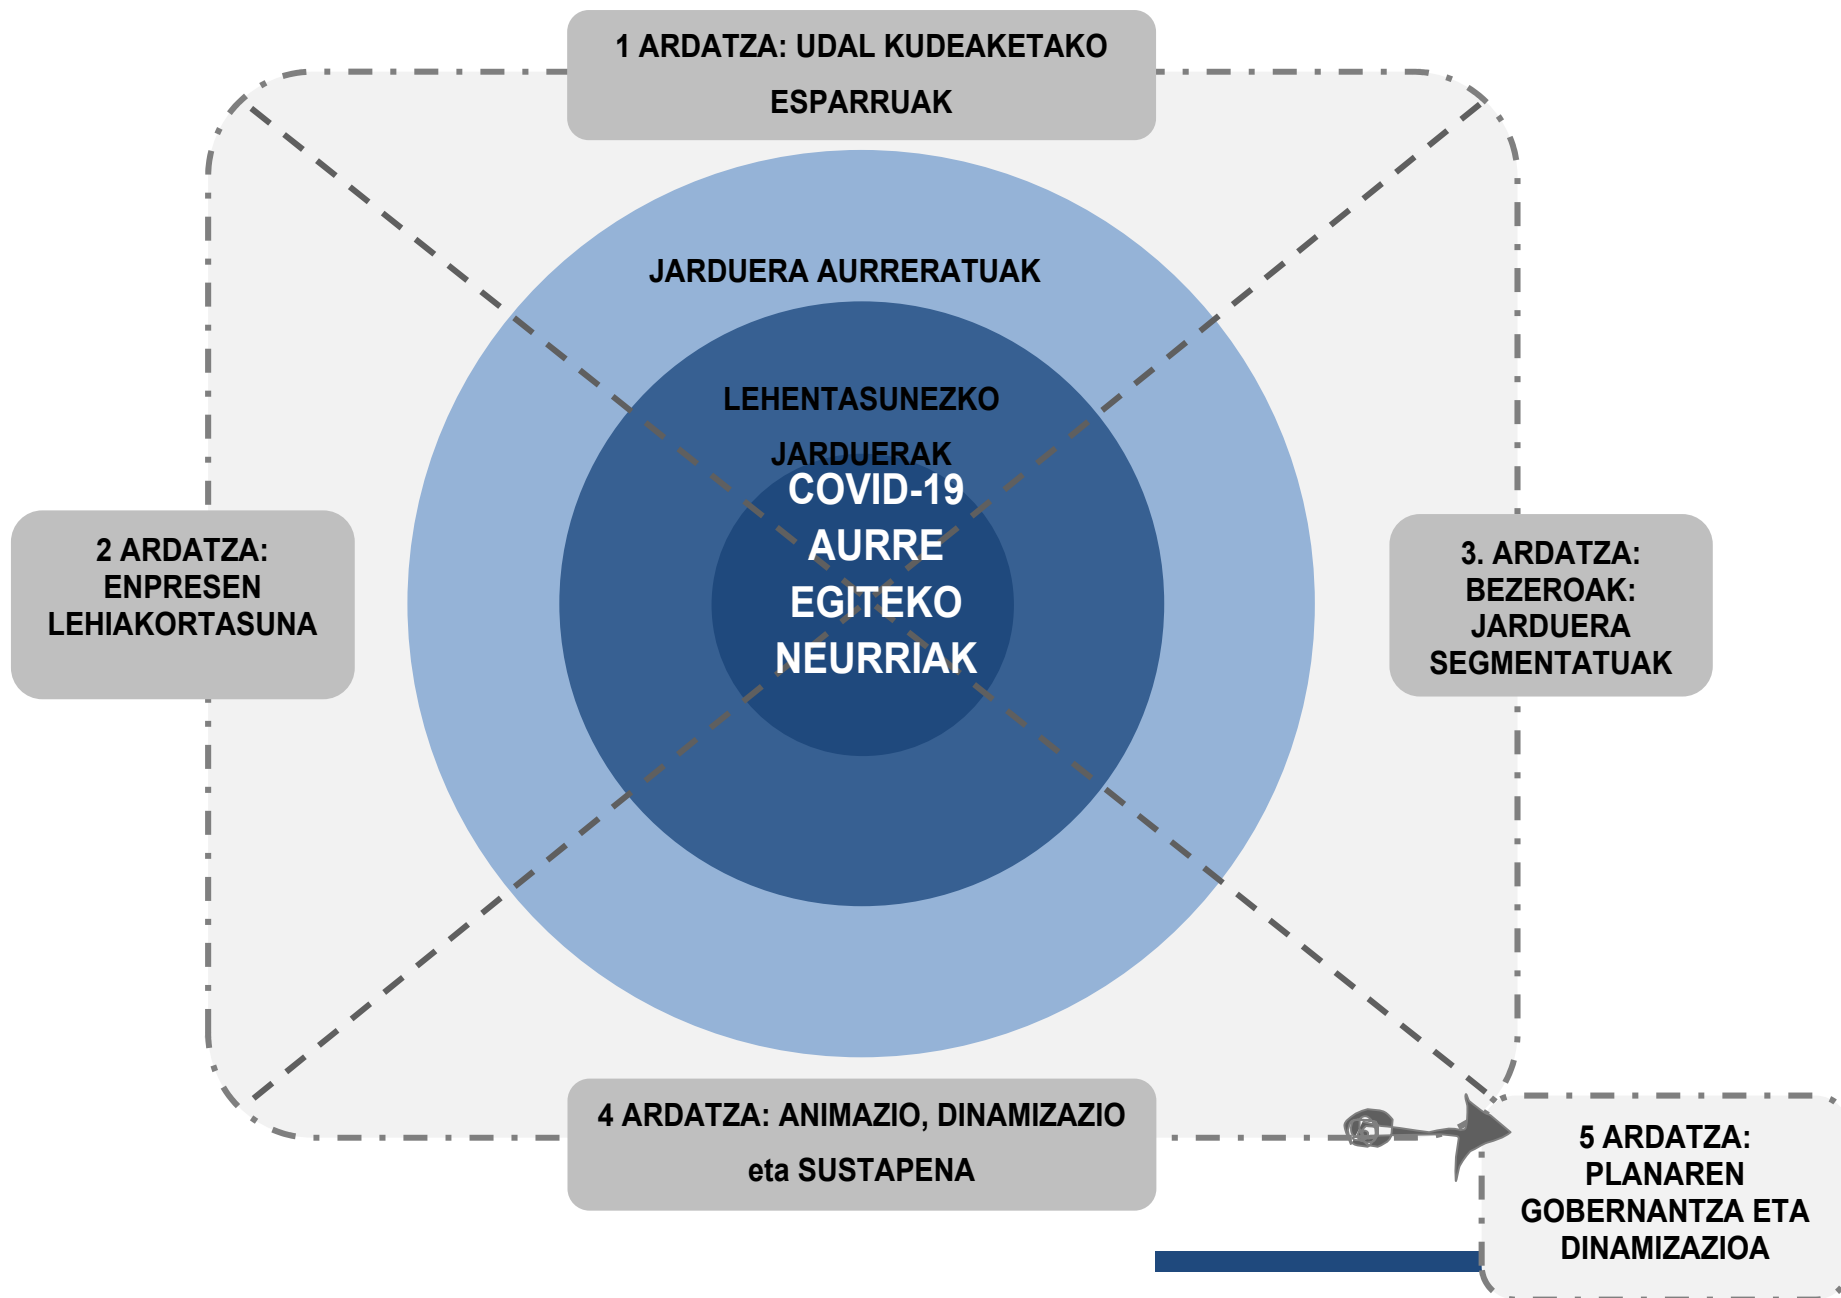 1 ARDATZA: UDAL KUDEAKETAKO
ESPARRUAK
JARDUERA AURRERATUAK
LEHENTASUNEZKO
JARDUERAK
COVID-19
AURRE
EGITEKO
NEURRIAK
2 ARDATZA:
ENPRESEN
LEHIAKORTASUNA
3. ARDATZA:
BEZEROAK:
JARDUERA
SEGMENTATUAK
4 ARDATZA: ANIMAZIO, DINAMIZAZIO
eta SUSTAPENA
5 ARDATZA:
PLANAREN
GOBERNANTZA ETA
DINAMIZAZIOA